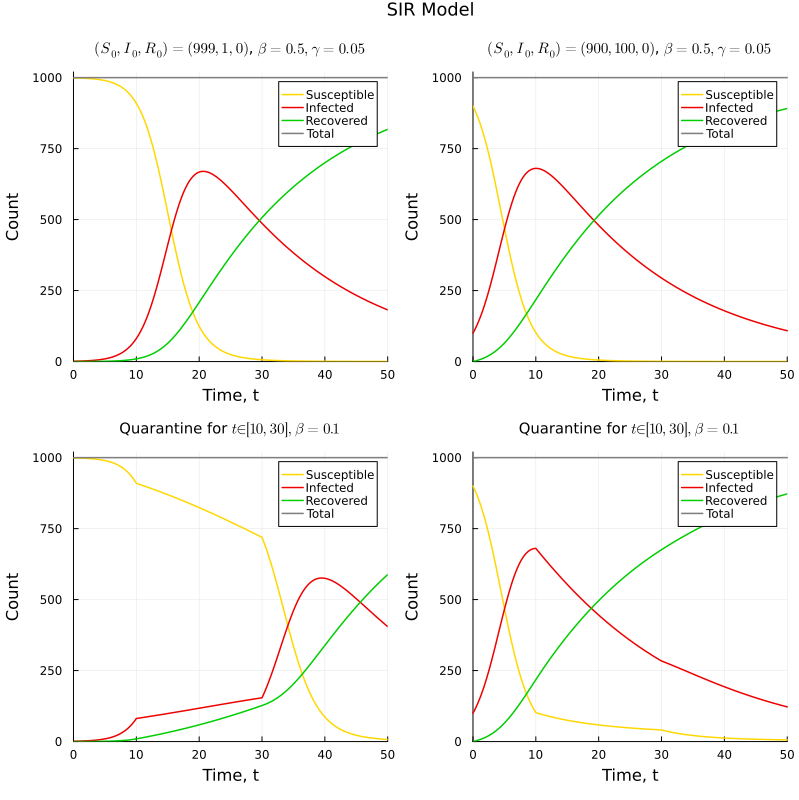 SIR Model
(S₀, I₀, R₀) = (999, 1, 0), β = 0.5, γ = 0.05
1000
750
500
250
0
Count
Susceptible
Infected
Recovered
Total
0 10 20 30 40 50
Time, t
(S₀, I₀, R₀) = (900, 100, 0), β = 0.5, γ = 0.05
1000
750
500
250
0
Count
Susceptible
Infected
Recovered
Total
0 10 20 30 40 50
Time, t
Quarantine for t∈[10, 30], β = 0.1
1000
750
500
250
0
Count
Susceptible
Infected
Recovered
Total
0 10 20 30 40 50
Time, t
Quarantine for t∈[10, 30], β = 0.1
1000
750
500
250
0
Count
Susceptible
Infected
Recovered
Total
0 10 20 30 40 50
Time, t